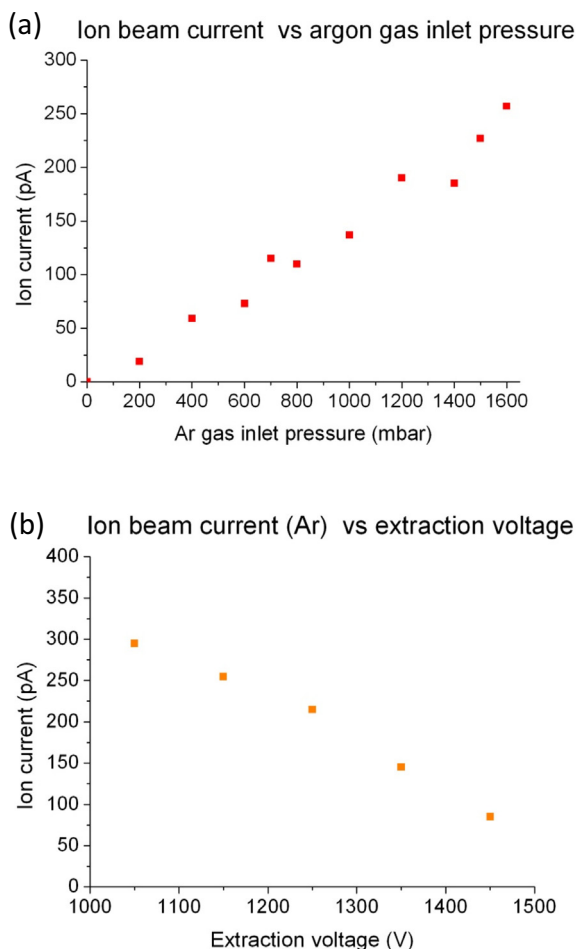 (a)
Ion beam current vs argon gas inlet pressure
300
250
200
150
100
50
0
Ion current (pA)
0 200 400 600 800 1000 1200 1400 1600
Ar gas inlet pressure (mbar)
(b)
Ion beam current (Ar) vs extraction voltage
400
350
300
250
200
150
100
50
0
Ion current (pA)
1000 1100 1200 1300 1400 1500
Extraction voltage (V)